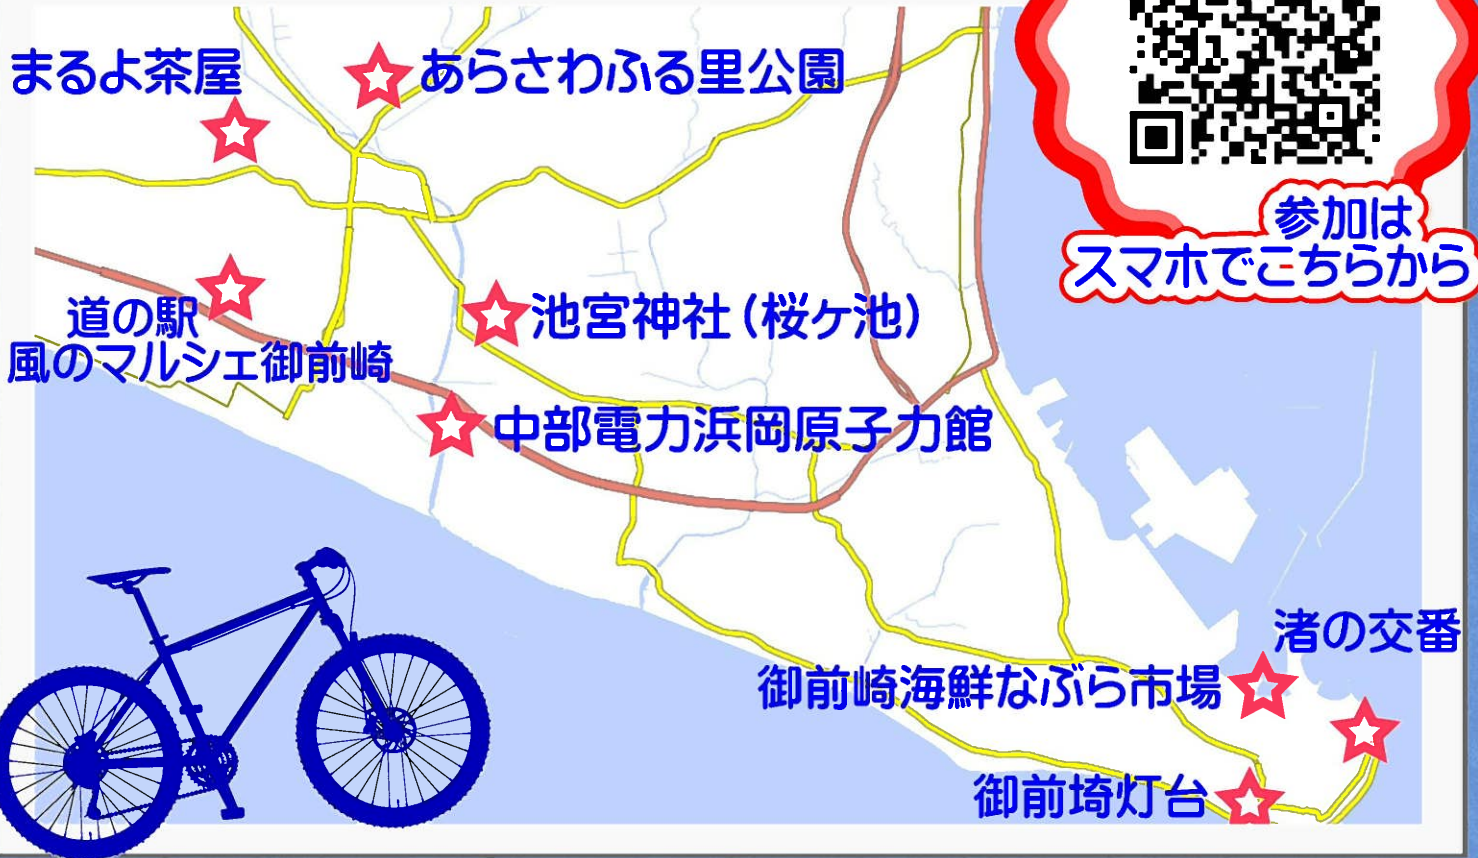 まるよ茶屋
あらさわふる里公園
参加は
スマホでこちらから
道の駅
風のマルシェ御前崎
池宮神社(桜ヶ池)
中部電力浜岡原子力館
渚の交番
御前崎海鮮なぶら市場
御前埼灯台